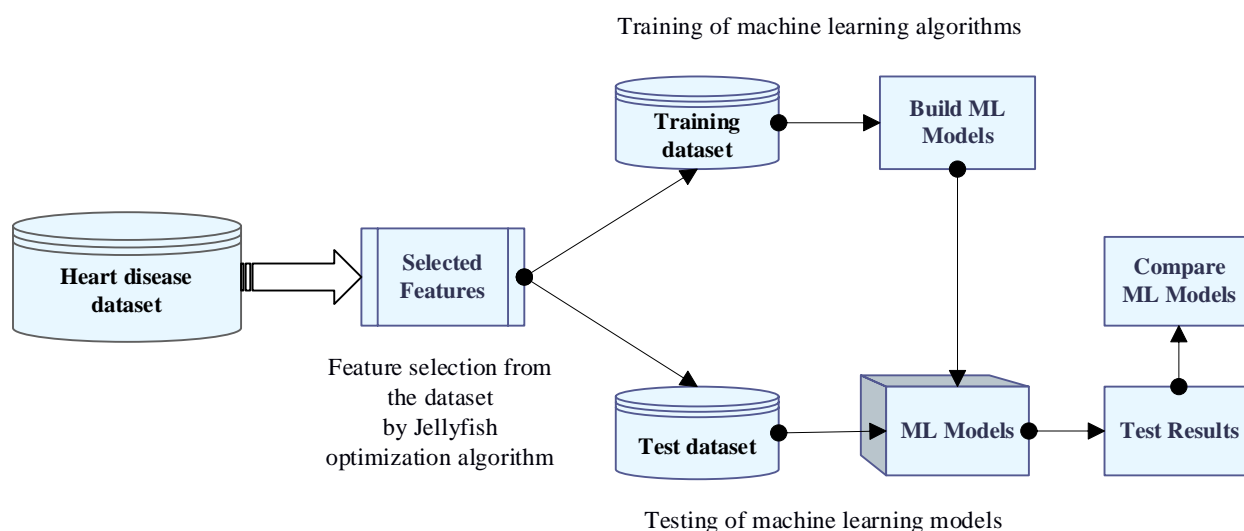 Training of machine learning algorithms
Training
dataset
Build ML
Models
Heart disease
dataset
Selected
Features
Feature selection from
the dataset
by Jellyfish
optimization algorithm
Compare
ML Models
Test dataset
ML Models
Test Results
Testing of machine learning models